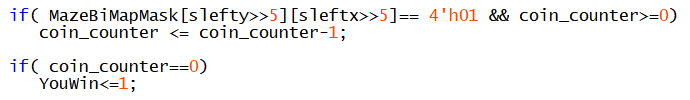 if( MazeBiMapMask[slefty>>5][sleftx>>5]== 4'h01 && coin_counter>=0)
coin_counter <= coin_counter-1;
if( coin_counter==0)
YouWin<=1;